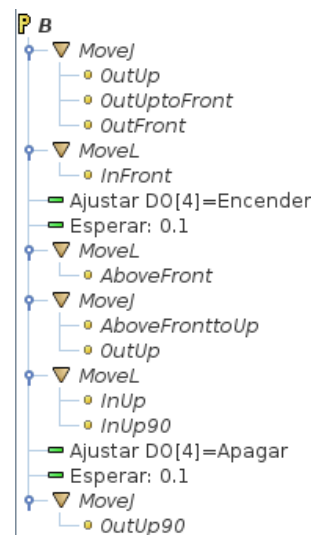 P B
MoveJ
OutUp
OutUptoFront
OutFront
MoveL
InFront
Ajustar DO[4]=Encender
Esperar: 0.1
MoveL
AboveFront
MoveJ
AboveFronttoUp
OutUp
MoveL
InUp
InUp90
Ajustar DO[4]=Apagar
Esperar: 0.1
MoveJ
OutUp90